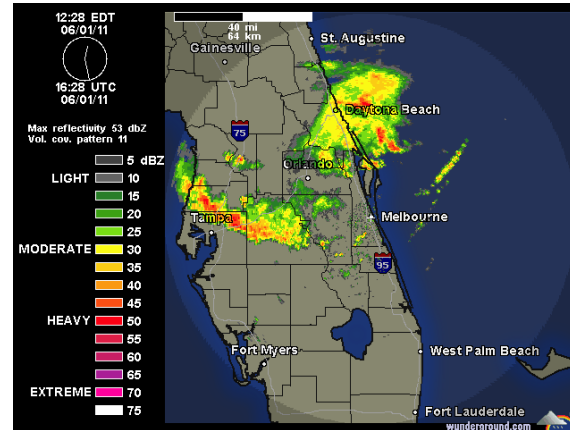 12:28 EDT
06/01/11
16:28 UTC
06/01/11
Max reflectivity 53 dbZ
Vol. cov. pattern 11
5 dBZ
LIGHT 10
15
20
25
MODERATE 30
35
40
45
HEAVY 50
55
60
65
EXTREME 70
75
40 mi
64 km
St. Augustine
Gainesville
Daytona Beach
75
Orlando
Tampa
Melbourne
95
Fort Myers
West Palm Beach
Fort Lauderdale
wunderground.com